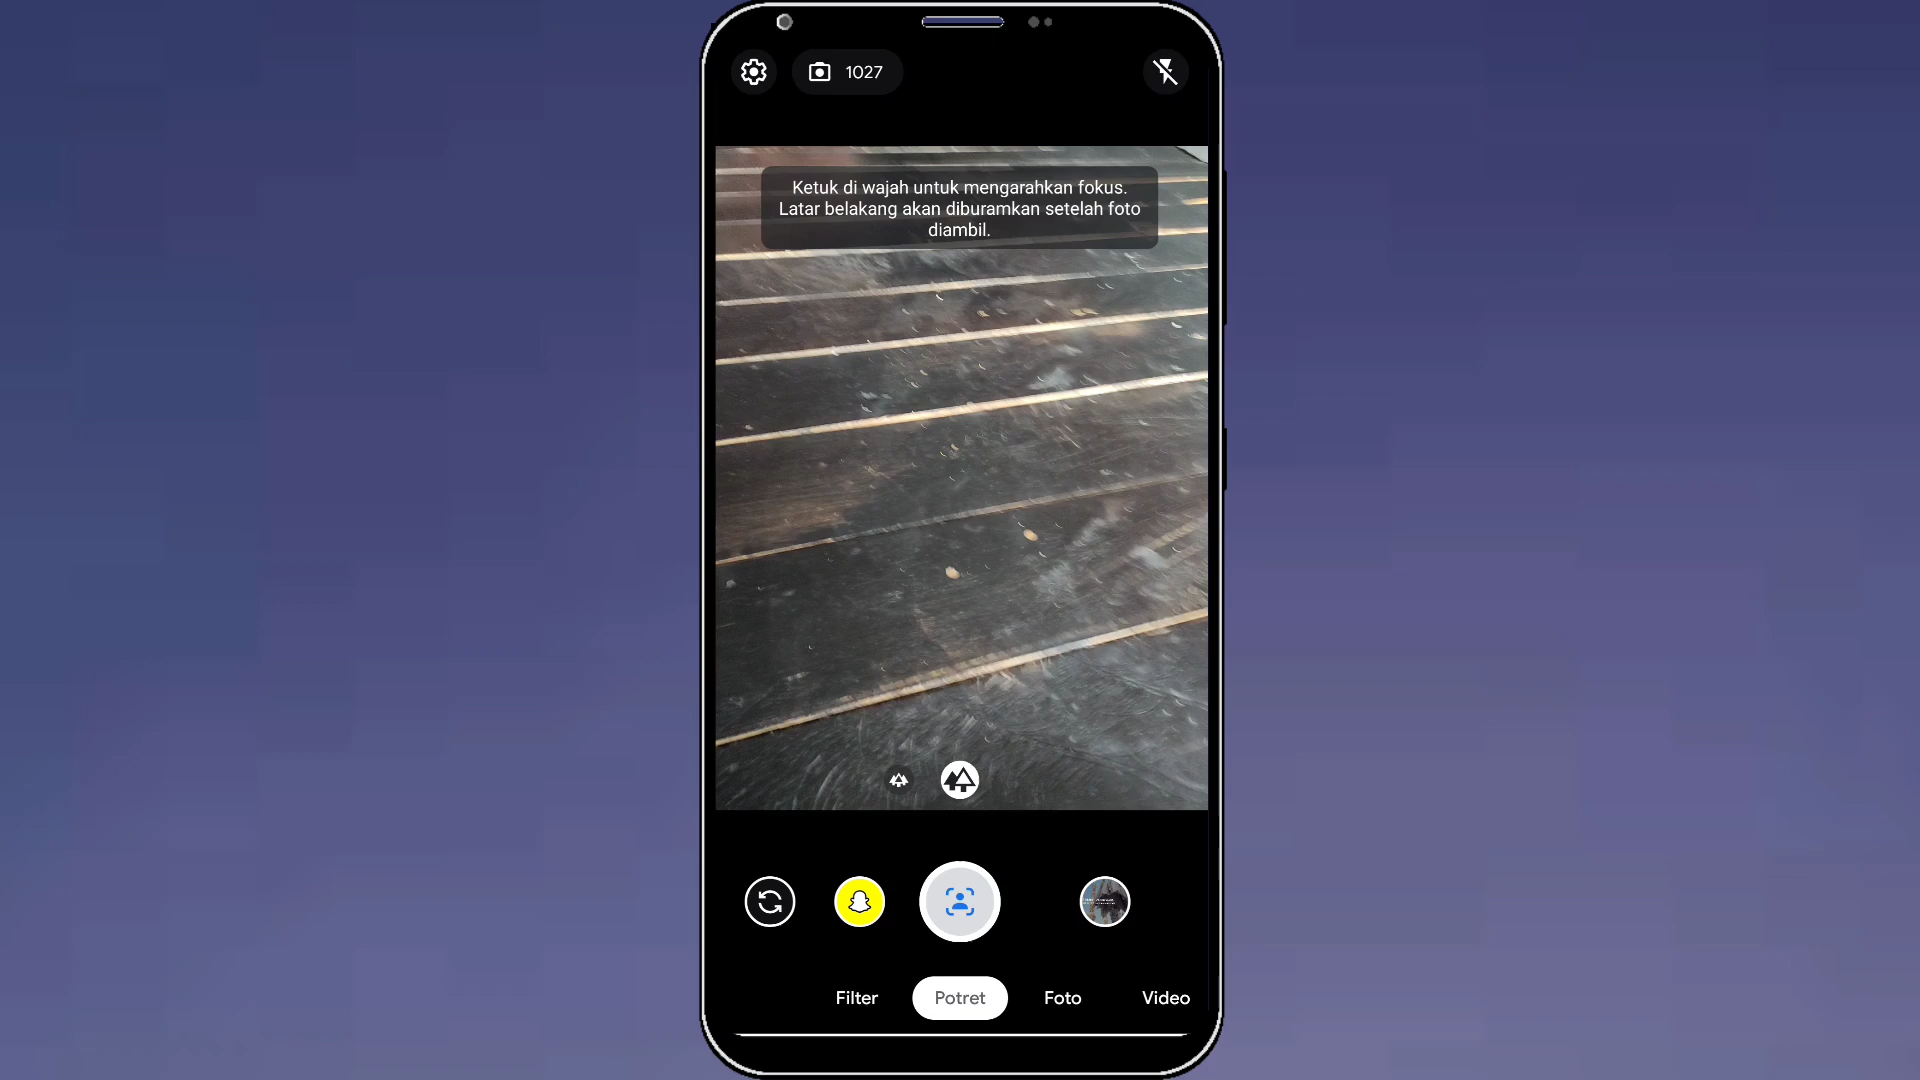 1027
Ketuk di wajah untuk mengarahkan fokus.
Latar belakang akan diburamkan setelah foto
diambil.
Filter
Potret
Foto
Video